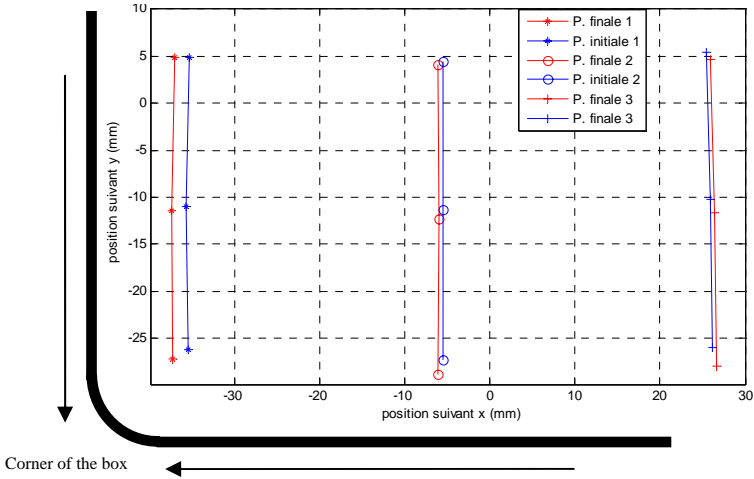 P. finale 1
P. initiale 1
P. finale 2
P. initiale 2
P. finale 3
P. finale 3
10
5
0
-5
-10
-15
-20
-25
position suivant y (mm)
-30
-20
-10
0
10
20
30
position suivant x (mm)
Corner of the box